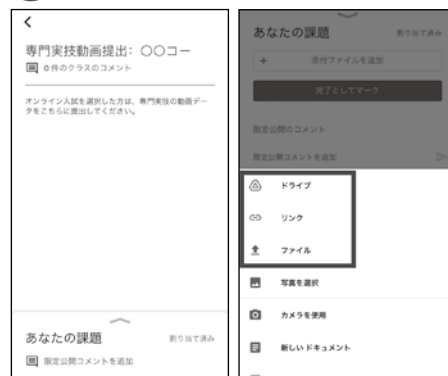 専門実技動画提出: 〇〇コー
0 件のクラスのコメント
オンライン入試を選択した方は、専門実技の動画デー
タをこちらに提出してください。
あなたの課題
割り当て済み
限定公開コメントを追加
あなたの課題
割り当て済み
+ 添付ファイルを追加
完了としてマーク
限定公開のコメント
限定公開コメントを追加
ドライブ
リンク
ファイル
写真を選択
カメラを使用
新しいドキュメント